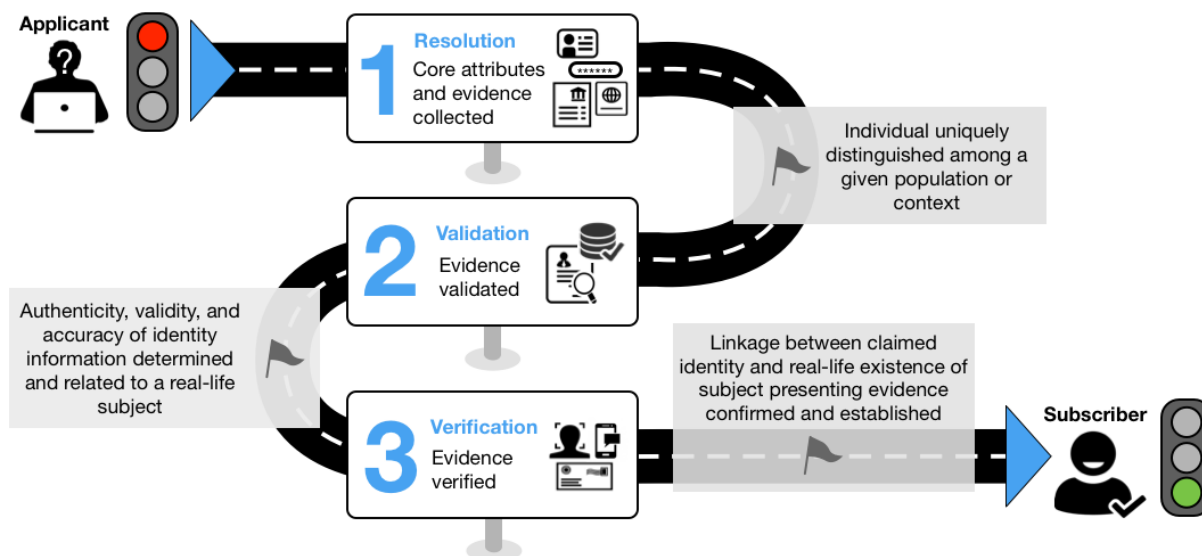 Applicant
?
1
Resolution
Core attributes
and evidence
collected
******
Individual uniquely
distinguished among a
given population or
context
2
Validation
Evidence
validated
Authenticity, validity, and
accuracy of identity
information determined
and related to a real-life
subject
3
Verification
Evidence
verified
Linkage between claimed
identity and real-life existence of
subject presenting evidence
confirmed and established
Subscriber